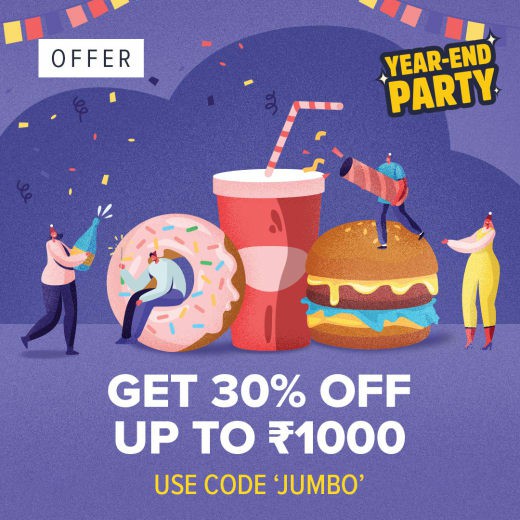 OFFER
YEAR-END
PARTY
GET 30% OFF
UP TO ₹1000
USE CODE ‘JUMBO’